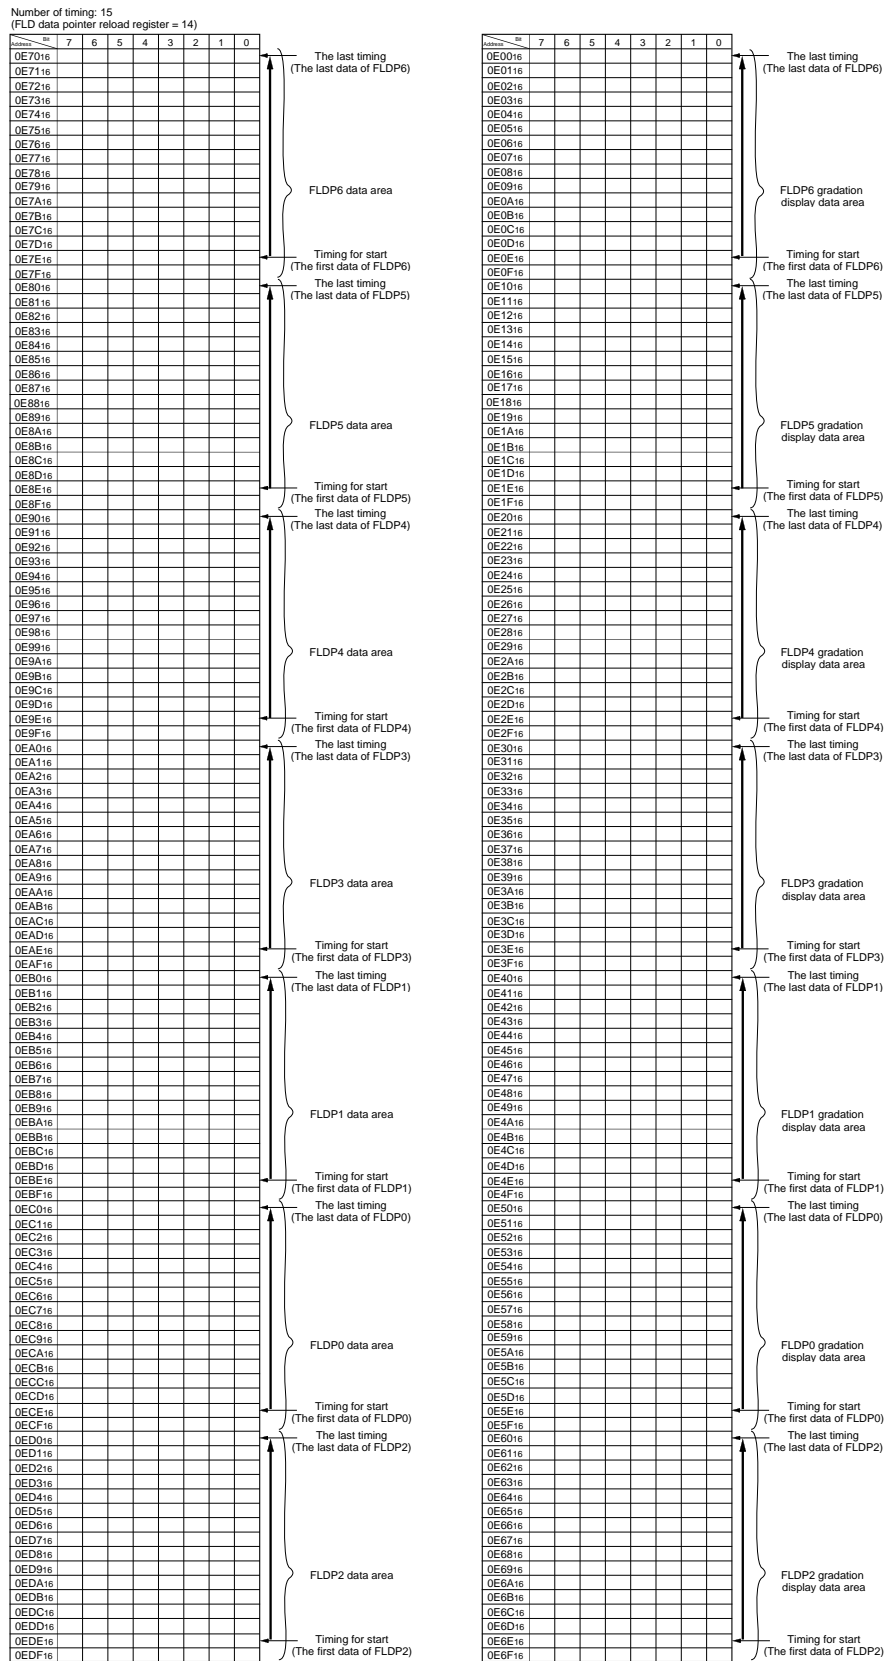 Number of timing: 15
(FLD data pointer reload register = 14)
Bit
Address
7 6 5 4 3 2 1 0
0E7016
0E7116
0E7216
0E7316
0E7416
0E7516
0E7616
0E7716
0E7816
0E7916
0E7A16
0E7B16
0E7C16
0E7D16
0E7E16
0E7F16
0E8016
0E8116
0E8216
0E8316
0E8416
0E8516
0E8616
0E8716
0E8816
0E8916
0E8A16
0E8B16
0E8C16
0E8D16
0E8E16
0E8F16
0E9016
0E9116
0E9216
0E9316
0E9416
0E9516
0E9616
0E9716
0E9816
0E9916
0E9A16
0E9B16
0E9C16
0E9D16
0E9E16
0E9F16
0EA016
0EA116
0EA216
0EA316
0EA416
0EA516
0EA616
0EA716
0EA816
0EA916
0EAA16
0EAB16
0EAC16
0EAD16
0EAE16
0EAF16
0EB016
0EB116
0EB216
0EB316
0EB416
0EB516
0EB616
0EB716
0EB816
0EB916
0EBA16
0EBB16
0EBC16
0EBD16
0EBE16
0EBF16
0EC016
0EC116
0EC216
0EC316
0EC416
0EC516
0EC616
0EC716
0EC816
0EC916
0ECA16
0ECB16
0ECC16
0ECD16
0ECE16
0ECF16
0ED016
0ED116
0ED216
0ED316
0ED416
0ED516
0ED616
0ED716
0ED816
0ED916
0EDA16
0EDB16
0EDC16
0EDD16
0EDE16
0EDF16
The last timing
(The last data of FLDP6)
FLDP6 data area
Timing for start
(The first data of FLDP6)
The last timing
(The last data of FLDP5)
FLDP5 data area
Timing for start
(The first data of FLDP5)
The last timing
(The last data of FLDP4)
FLDP4 data area
Timing for start
(The first data of FLDP4)
The last timing
(The last data of FLDP3)
FLDP3 data area
Timing for start
(The first data of FLDP3)
The last timing
(The last data of FLDP1)
FLDP1 data area
Timing for start
(The first data of FLDP1)
The last timing
(The last data of FLDP0)
FLDP0 data area
Timing for start
(The first data of FLDP0)
The last timing
(The last data of FLDP2)
FLDP2 data area
Timing for start
(The first data of FLDP2)
Bit
Address
7 6 5 4 3 2 1 0
0E0016
0E0116
0E0216
0E0316
0E0416
0E0516
0E0616
0E0716
0E0816
0E0916
0E0A16
0E0B16
0E0C16
0E0D16
0E0E16
0E0F16
0E1016
0E1116
0E1216
0E1316
0E1416
0E1516
0E1616
0E1716
0E1816
0E1916
0E1A16
0E1B16
0E1C16
0E1D16
0E1E16
0E1F16
0E2016
0E2116
0E2216
0E2316
0E2416
0E2516
0E2616
0E2716
0E2816
0E2916
0E2A16
0E2B16
0E2C16
0E2D16
0E2E16
0E2F16
0E3016
0E3116
0E3216
0E3316
0E3416
0E3516
0E3616
0E3716
0E3816
0E3916
0E3A16
0E3B16
0E3C16
0E3D16
0E3E16
0E3F16
0E4016
0E4116
0E4216
0E4316
0E4416
0E4516
0E4616
0E4716
0E4816
0E4916
0E4A16
0E4B16
0E4C16
0E4D16
0E4E16
0E4F16
0E5016
0E5116
0E5216
0E5316
0E5416
0E5516
0E5616
0E5716
0E5816
0E5916
0E5A16
0E5B16
0E5C16
0E5D16
0E5E16
0E5F16
0E6016
0E6116
0E6216
0E6316
0E6416
0E6516
0E6616
0E6716
0E6816
0E6916
0E6A16
0E6B16
0E6C16
0E6D16
0E6E16
0E6F16
The last timing
(The last data of FLDP6)
FLDP6 gradation
display data area
Timing for start
(The first data of FLDP6)
The last timing
(The last data of FLDP5)
FLDP5 gradation
display data area
Timing for start
(The first data of FLDP5)
The last timing
(The last data of FLDP4)
FLDP4 gradation
display data area
Timing for start
(The first data of FLDP4)
The last timing
(The last data of FLDP3)
FLDP3 gradation
display data area
Timing for start
(The first data of FLDP3)
The last timing
(The last data of FLDP1)
FLDP1 gradation
display data area
Timing for start
(The first data of FLDP1)
The last timing
(The last data of FLDP0)
FLDP0 gradation
display data area
Timing for start
(The first data of FLDP0)
The last timing
(The last data of FLDP2)
FLDP2 gradation
display data area
Timing for start
(The first data of FLDP2)